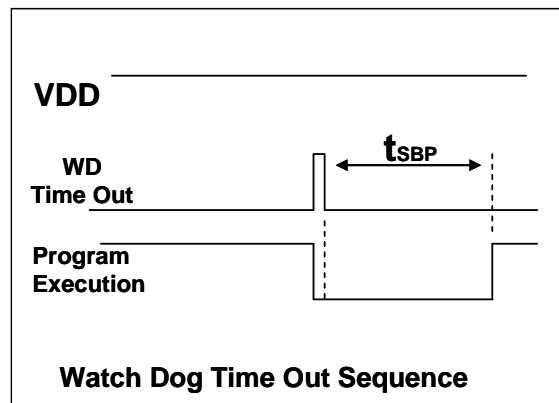 VDD
tSBP
WD
Time Out
Program
Execution
Watch Dog Time Out Sequence